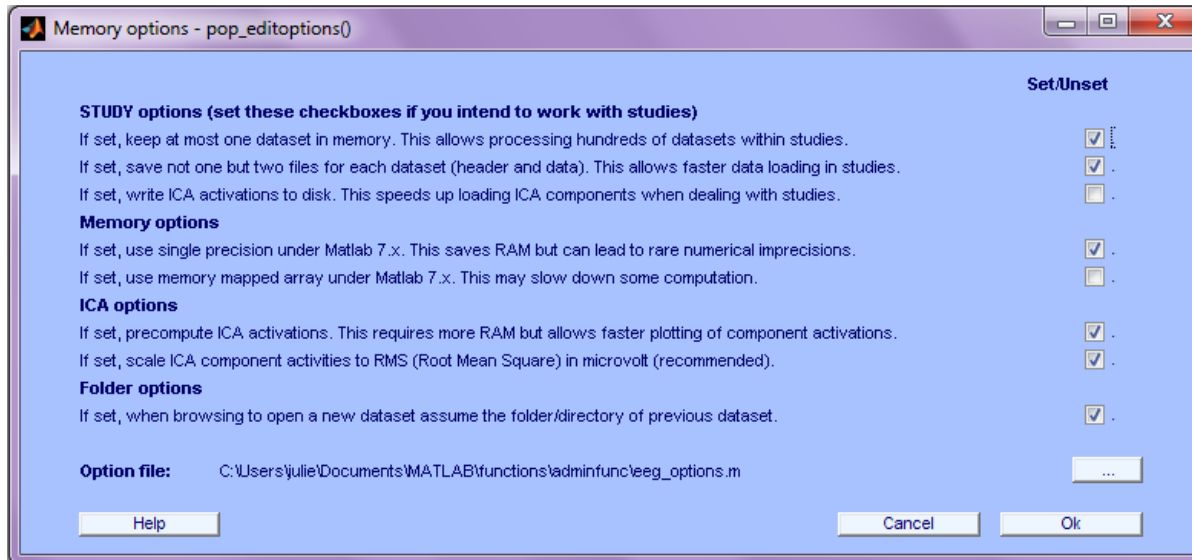 Memory options - pop_editoptions()
Set/Unset
STUDY options (set these checkboxes if you intend to work with studies)
If set, keep at most one dataset in memory. This allows processing hundreds of datasets within studies.
If set, save not one but two files for each dataset (header and data). This allows faster data loading in studies.
If set, write ICA activations to disk. This speeds up loading ICA components when dealing with studies.
Memory options
If set, use single precision under Matlab 7.x. This saves RAM but can lead to rare numerical imprecisions.
If set, use memory mapped array under Matlab 7.x. This may slow down some computation.
ICA options
If set, precompute ICA activations. This requires more RAM but allows faster plotting of component activations.
If set, scale ICA component activities to RMS (Root Mean Square) in microvolt (recommended).
Folder options
If set, when browsing to open a new dataset assume the folder/directory of previous dataset.
Option file: C:\Users\julie\Documents\MATLAB\functions\adminfunc\eeg_options.m ...
Help Cancel Ok